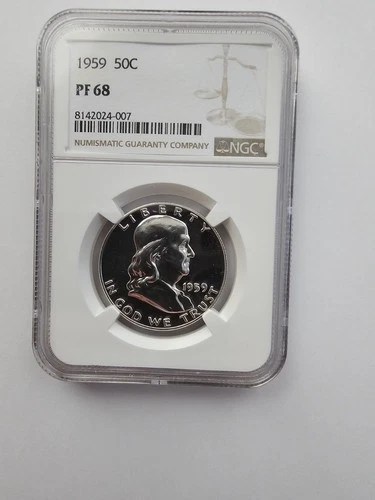 1959 50C
PF 68
8142024-007
NUMISMATIC GUARANTY COMPANY NGC
LIBERTY
1959
IN GOD WE TRUST